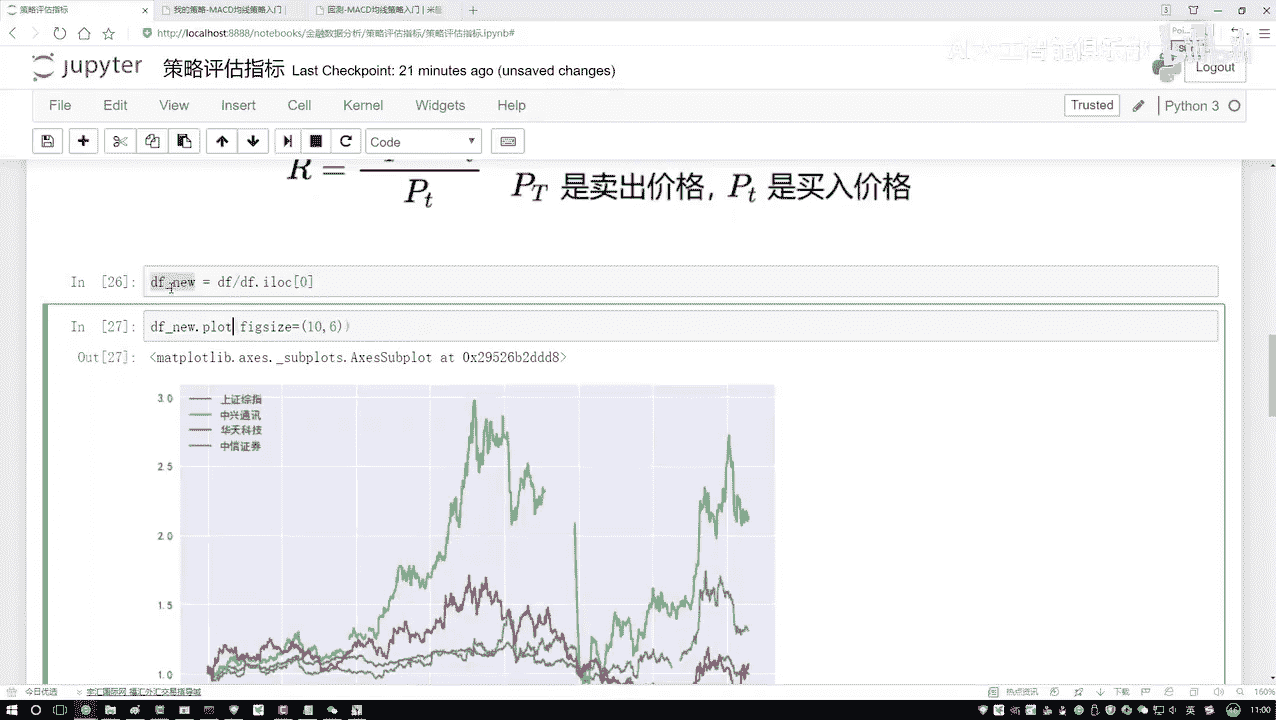 策略评估指标
我的策略-MACD均线策略入门
回测-MACD均线策略入门 | 米筐
3
http://localhost:8888/notebooks/金融数据分析/策略评估指标/策略评估指标.ipynb#
jupyter 策略评估指标 Last Checkpoint: 21 minutes ago (unsaved changes)
Logout
File Edit View Insert Cell Kernel Widgets Help
Trusted
Python 3
Code
R = P_t P_T 是卖出价格, P_t 是买入价格
In [26]: df_new = df/df.iloc[0]
In [27]: df_new.plot figsize=(10,6))
Out[27]: <matplotlib.axes._subplots.AxesSubplot at 0x29526b2ddd8>
3.0
上证综指
中兴通讯
华天科技
中信证券
2.5
2.0
1.5
1.0
今日优选
热点资讯
下载
160%
英
11:00